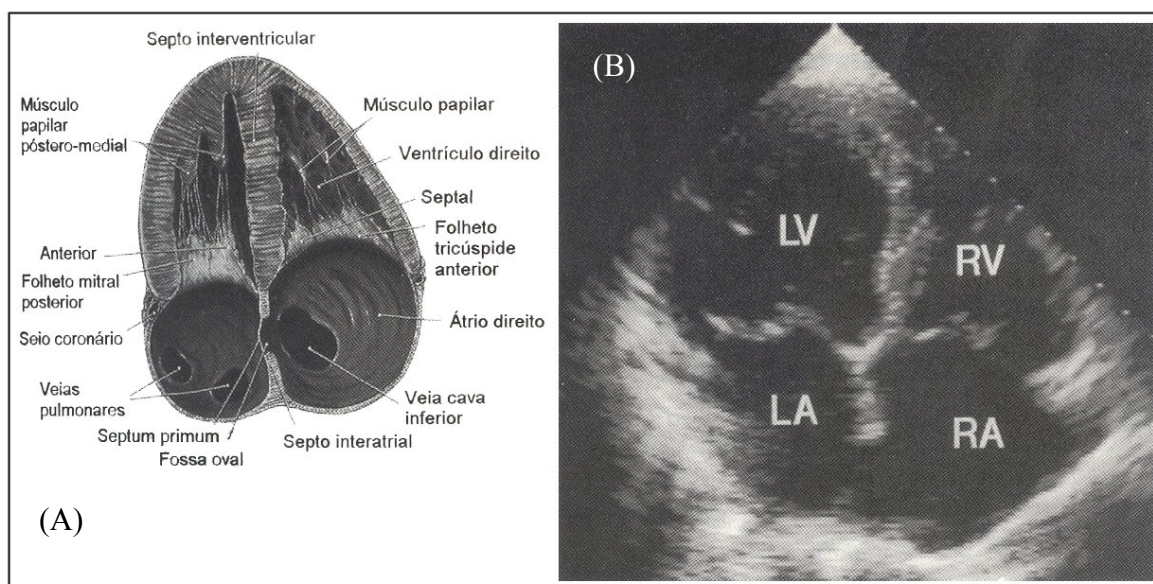 Septo interventricular
Músculo
papilar
póstero-medial
Músculo papilar
Ventrículo direito
Septal
Folheto
tricúspide
anterior
Anterior
Folheto mitral
posterior
Seio coronário
Átrio direito
Veias
pulmonares
Veia cava
inferior
Septum primum
Septo interatrial
Fossa oval
(A)
(B)
LV
RV
LA
RA